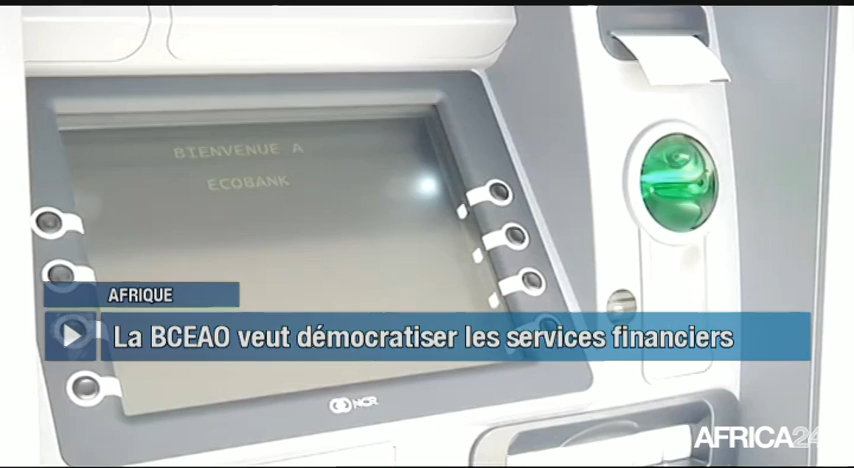 BIENVENUE A
ECOBANK
AFRIQUE
La BCEAO veut démocratiser les services financiers
NCR
AFRICA24